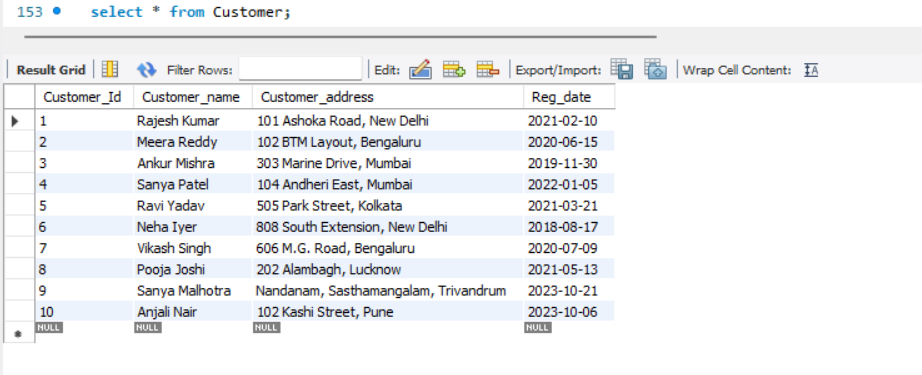 153 select * from Customer;
Result Grid Filter Rows: Edit: Export/Import: Wrap Cell Content: IA
Customer_Id Customer_name Customer_address Reg_date
1 Rajesh Kumar 101 Ashoka Road, New Delhi 2021-02-10
2 Meera Reddy 102 BTM Layout, Bengaluru 2020-06-15
3 Ankur Mishra 303 Marine Drive, Mumbai 2019-11-30
4 Sanya Patel 104 Andheri East, Mumbai 2022-01-05
5 Ravi Yadav 505 Park Street, Kolkata 2021-03-21
6 Neha Iyer 808 South Extension, New Delhi 2018-08-17
7 Vikash Singh 606 M.G. Road, Bengaluru 2020-07-09
8 Pooja Joshi 202 Alambagh, Lucknow 2021-05-13
9 Sanya Malhotra Nandanam, Sasthamangalam, Trivandrum 2023-10-21
10 Anjali Nair 102 Kashi Street, Pune 2023-10-06
NULL NULL NULL NULL